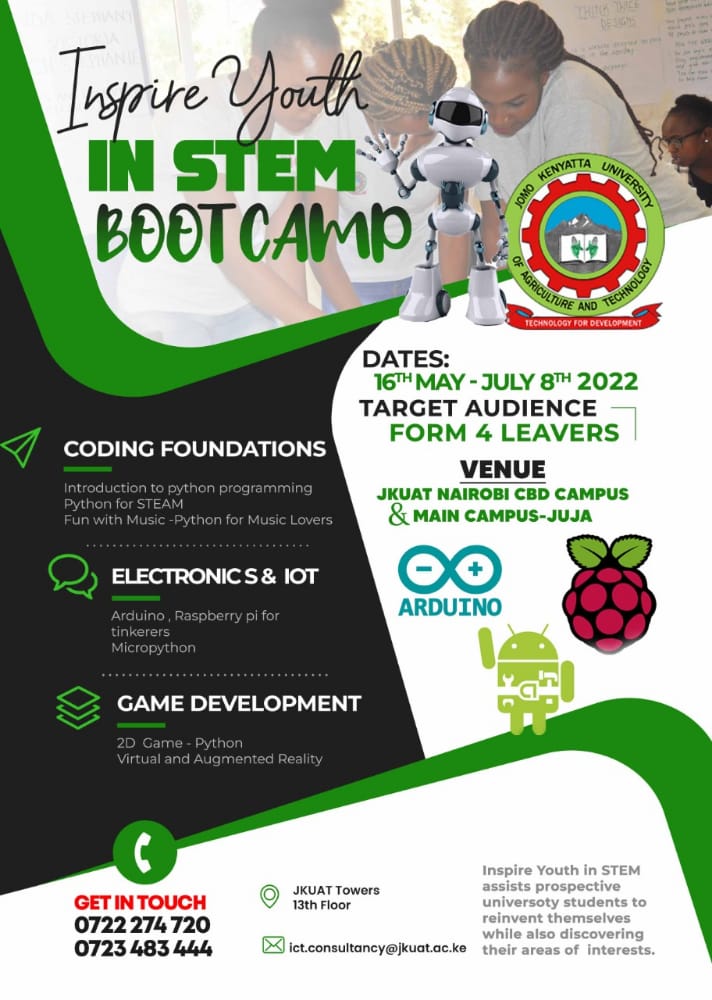 Inspire Youth
IN STEM
BOOTCAMP
THINK THRICE
DESIGNS
JOMO KENYATTA UNIVERSITY
OF AGRICULTURE AND TECHNOLOGY
TECHNOLOGY FOR DEVELOPMENT
DATES:
16TH MAY - JULY 8TH 2022
TARGET AUDIENCE
FORM 4 LEAVERS
VENUE
JKUAT NAIROBI CBD CAMPUS
& MAIN CAMPUS-JUJA
ARDUINO
CODING FOUNDATIONS
Introduction to python programming
Python for STEAM
Fun with Music -Python for Music Lovers
ELECTRONIC S & IOT
Arduino , Raspberry pi for
tinkerers
Micropython
GAME DEVELOPMENT
2D Game - Python
Virtual and Augmented Reality
GET IN TOUCH
0722 274 720
0723 483 444
JKUAT Towers
13th Floor
ict.consultancy@jkuat.ac.ke
Inspire Youth in STEM
assists prospective
universoty students to
reinvent themselves
while also discovering
their areas of interests.